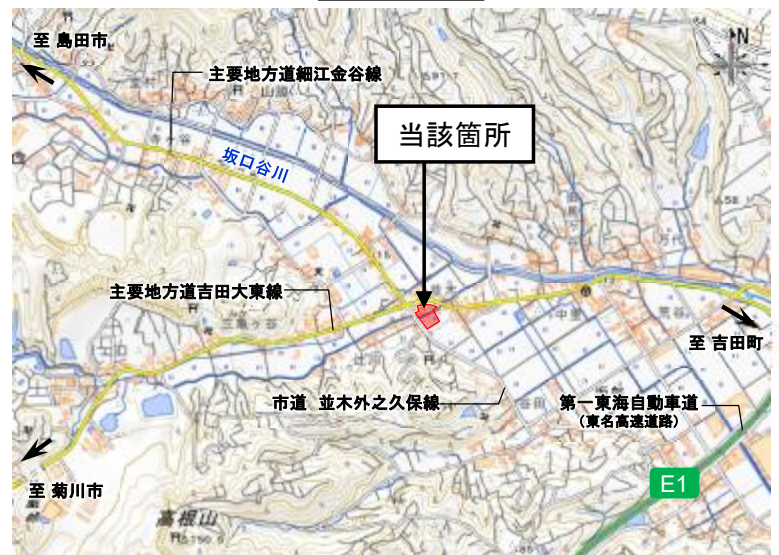 至 島田市
主要地方道細江金谷線
N
当該箇所
坂口谷川
主要地方道吉田大東線
至 吉田町
市道 並木外之久保線
第一東海自動車道
(東名高速道路)
至 菊川市
E1
高根山